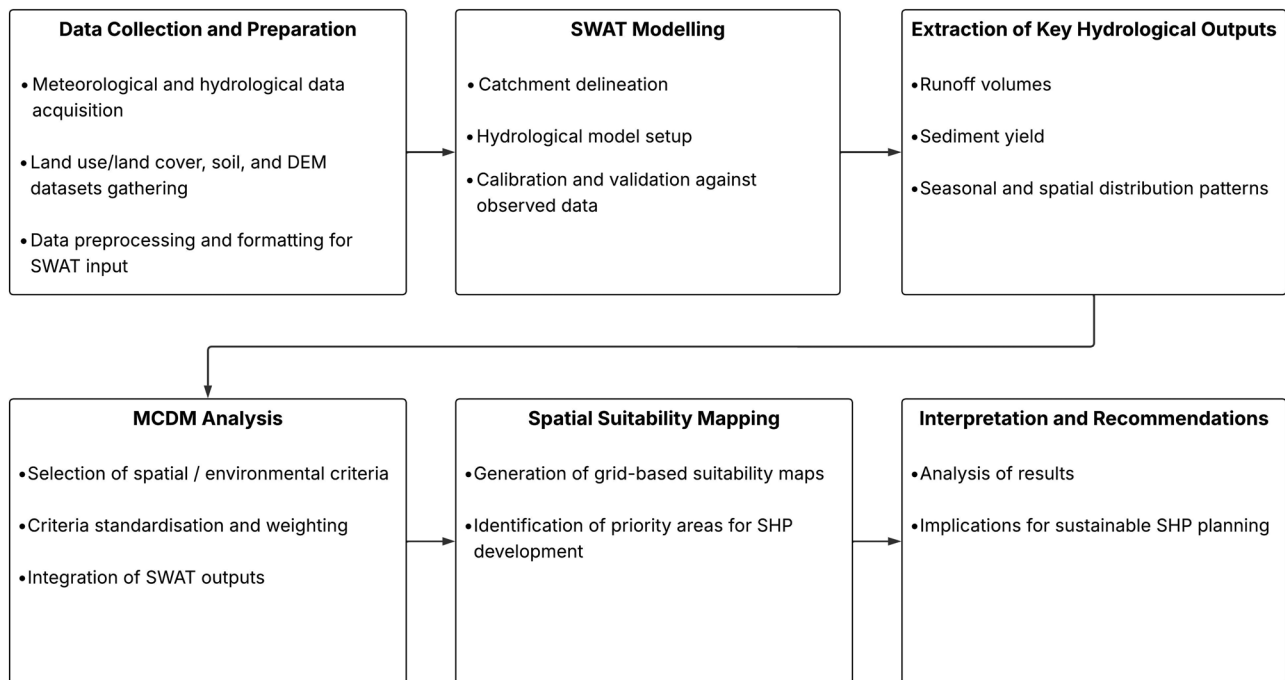 Data Collection and Preparation
• Meteorological and hydrological data
acquisition
• Land use/land cover, soil, and DEM
datasets gathering
• Data preprocessing and formatting for
SWAT input
SWAT Modelling
• Catchment delineation
• Hydrological model setup
• Calibration and validation against
observed data
Extraction of Key Hydrological Outputs
• Runoff volumes
• Sediment yield
• Seasonal and spatial distribution patterns
MCDM Analysis
• Selection of spatial / environmental criteria
• Criteria standardisation and weighting
• Integration of SWAT outputs
Spatial Suitability Mapping
• Generation of grid-based suitability maps
• Identification of priority areas for SHP
development
Interpretation and Recommendations
• Analysis of results
• Implications for sustainable SHP planning